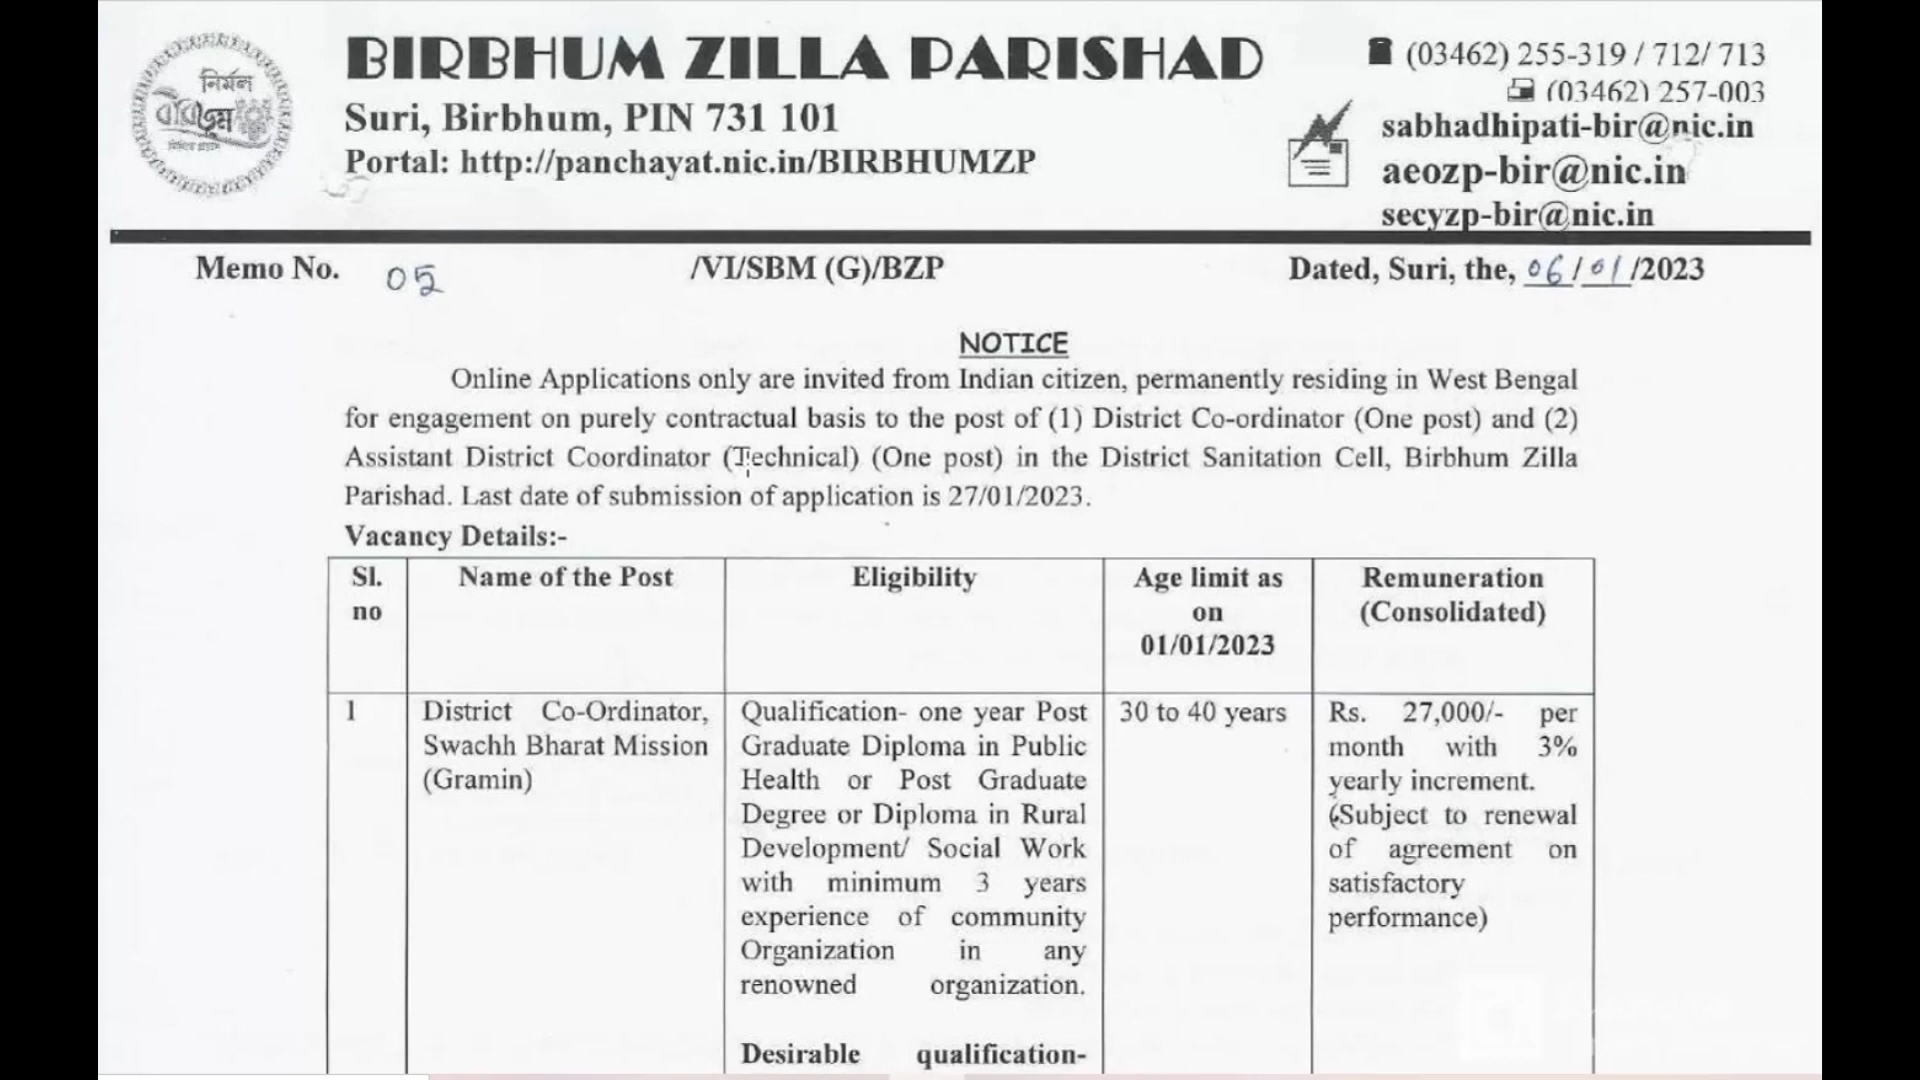 নির্মল
বীরভূম
BIRBHUM ZILLA PARISHAD
Suri, Birbhum, PIN 731 101
Portal: http://panchayat.nic.in/BIRBHUMZP
(03462) 255-319 / 712/ 713
(03462) 257-003
sabhadhipati-bir@nic.in
aeozp-bir@nic.in
secyzp-bir@nic.in
Memo No. 05 /VI/SBM (G)/BZP Dated, Suri, the, 06/01/2023
NOTICE
Online Applications only are invited from Indian citizen, permanently residing in West Bengal
for engagement on purely contractual basis to the post of (1) District Co-ordinator (One post) and (2)
Assistant District Coordinator (Technical) (One post) in the District Sanitation Cell, Birbhum Zilla
Parishad. Last date of submission of application is 27/01/2023.
Vacancy Details:-
Sl.
no
Name of the Post
Eligibility
Age limit as
on
01/01/2023
Remuneration
(Consolidated)
1
District Co-Ordinator,
Swachh Bharat Mission
(Gramin)
Qualification- one year Post
Graduate Diploma in Public
Health or Post Graduate
Degree or Diploma in Rural
Development/ Social Work
with minimum 3 years
experience of community
Organization in any
renowned organization.
Desirable qualification-
30 to 40 years
Rs. 27,000/- per
month with 3%
yearly increment.
(Subject to renewal
of agreement on
satisfactory
performance)